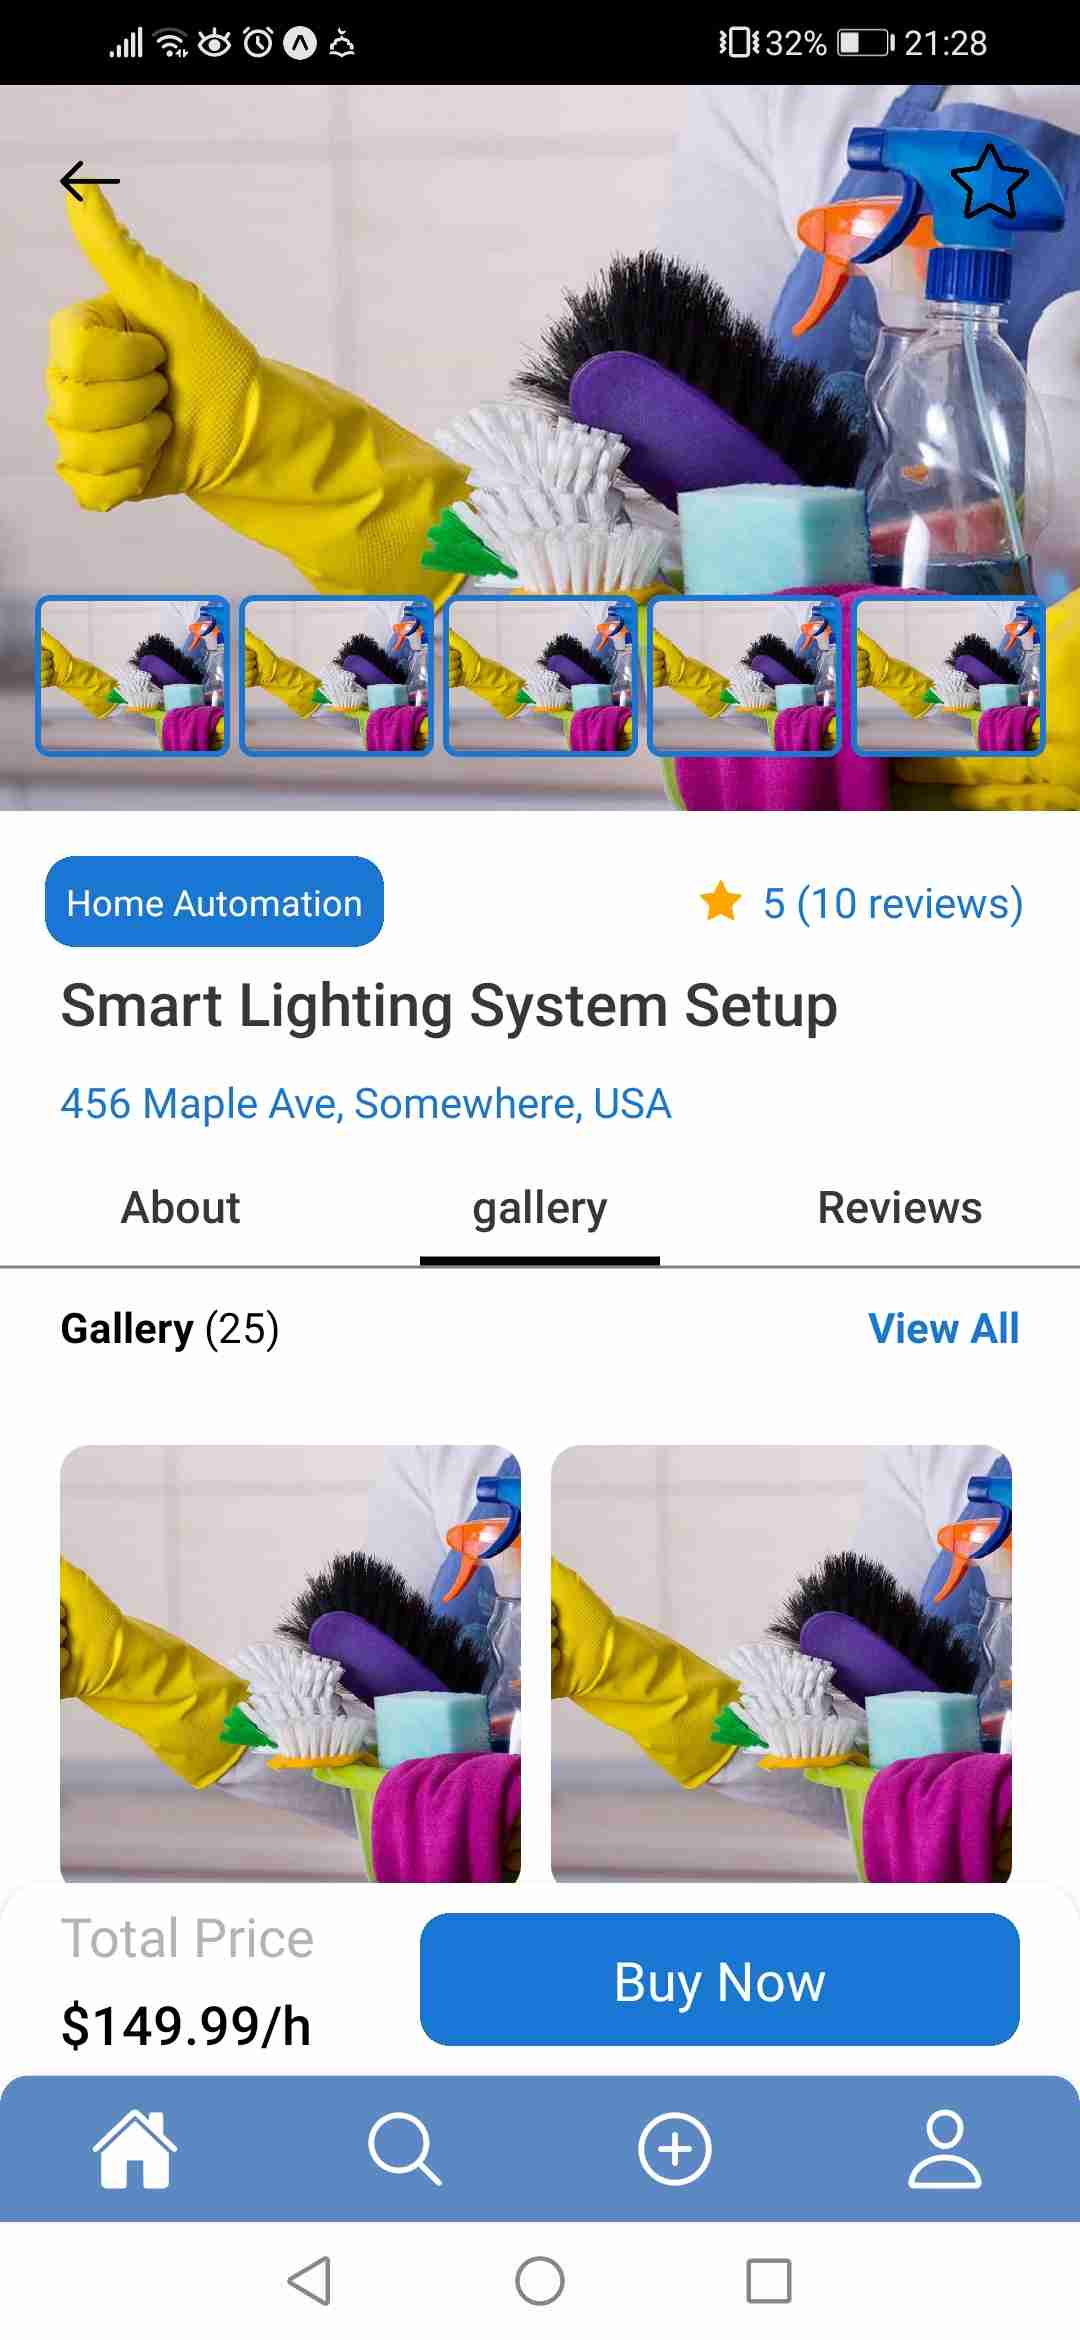 32% 21:28
Home Automation
5 (10 reviews)
Smart Lighting System Setup
456 Maple Ave, Somewhere, USA
About gallery Reviews
Gallery (25) View All
Total Price
$149.99/h
Buy Now